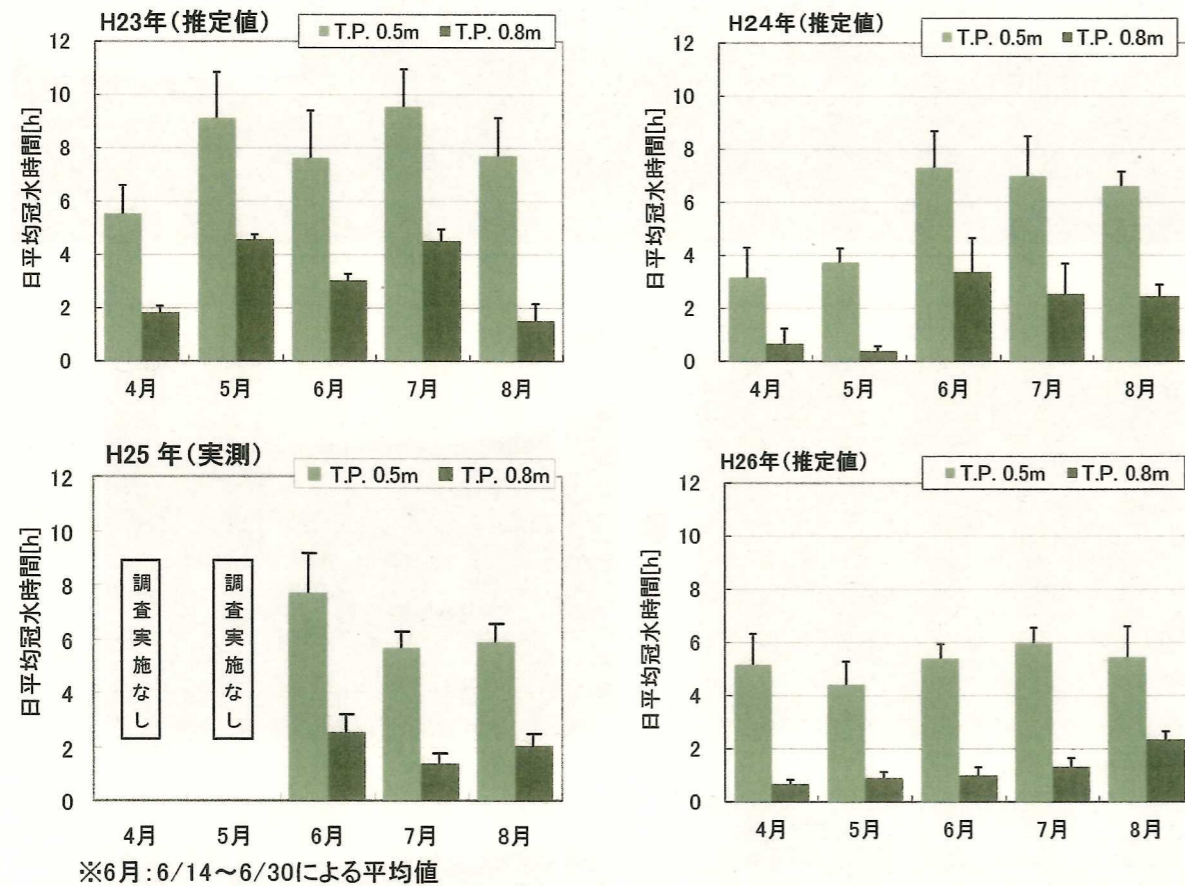 H23年(推定値)
T.P. 0.5m T.P. 0.8m
日平均冠水時間[h]
12
10
8
6
4
2
0
4月 5月 6月 7月 8月
H24年(推定値)
T.P. 0.5m T.P. 0.8m
日平均冠水時間[h]
12
10
8
6
4
2
0
4月 5月 6月 7月 8月
H25 年(実測)
T.P. 0.5m T.P. 0.8m
日平均冠水時間[h]
12
10
8
6
4
2
0
調査実施なし
調査実施なし
4月 5月 6月 7月 8月
※6月:6/14~6/30による平均値
H26年(推定値)
T.P. 0.5m T.P. 0.8m
日平均冠水時間[h]
12
10
8
6
4
2
0
4月 5月 6月 7月 8月